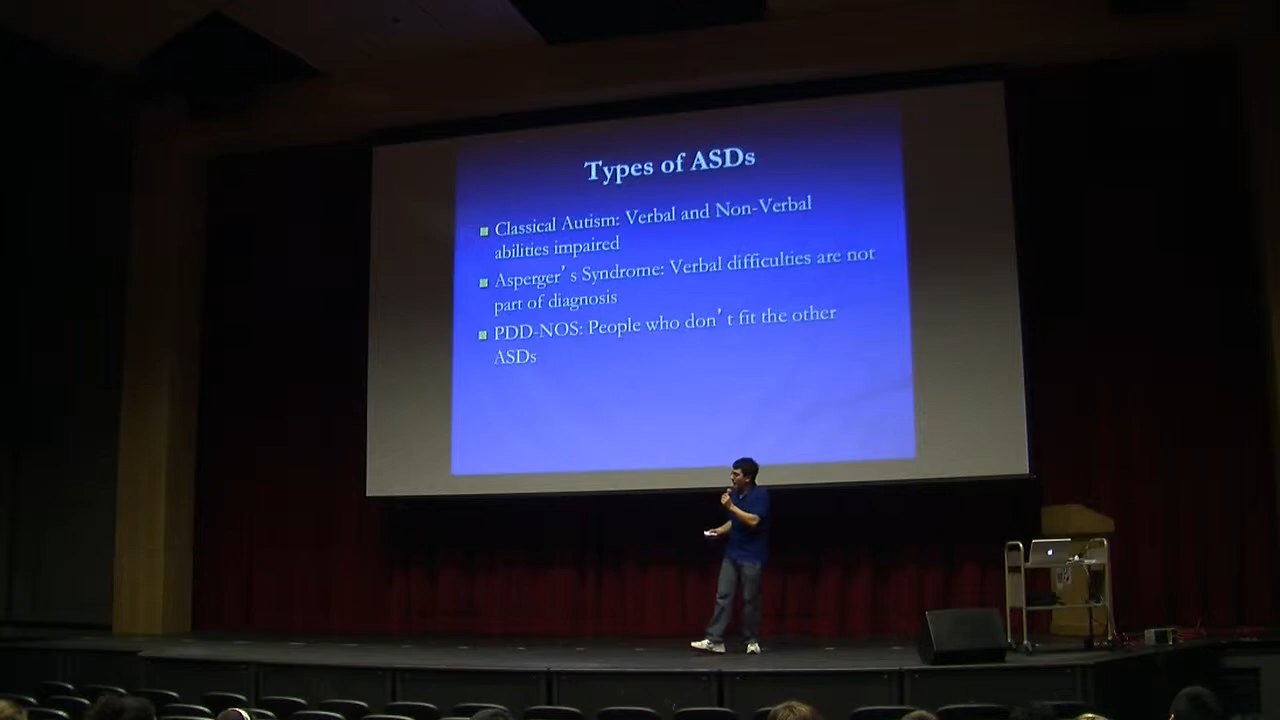 Types of ASDs
Classical Autism: Verbal and Non-Verbal
abilities impaired
Asperger’s Syndrome: Verbal difficulties are not
part of diagnosis
PDD-NOS: People who don’t fit the other
ASDs